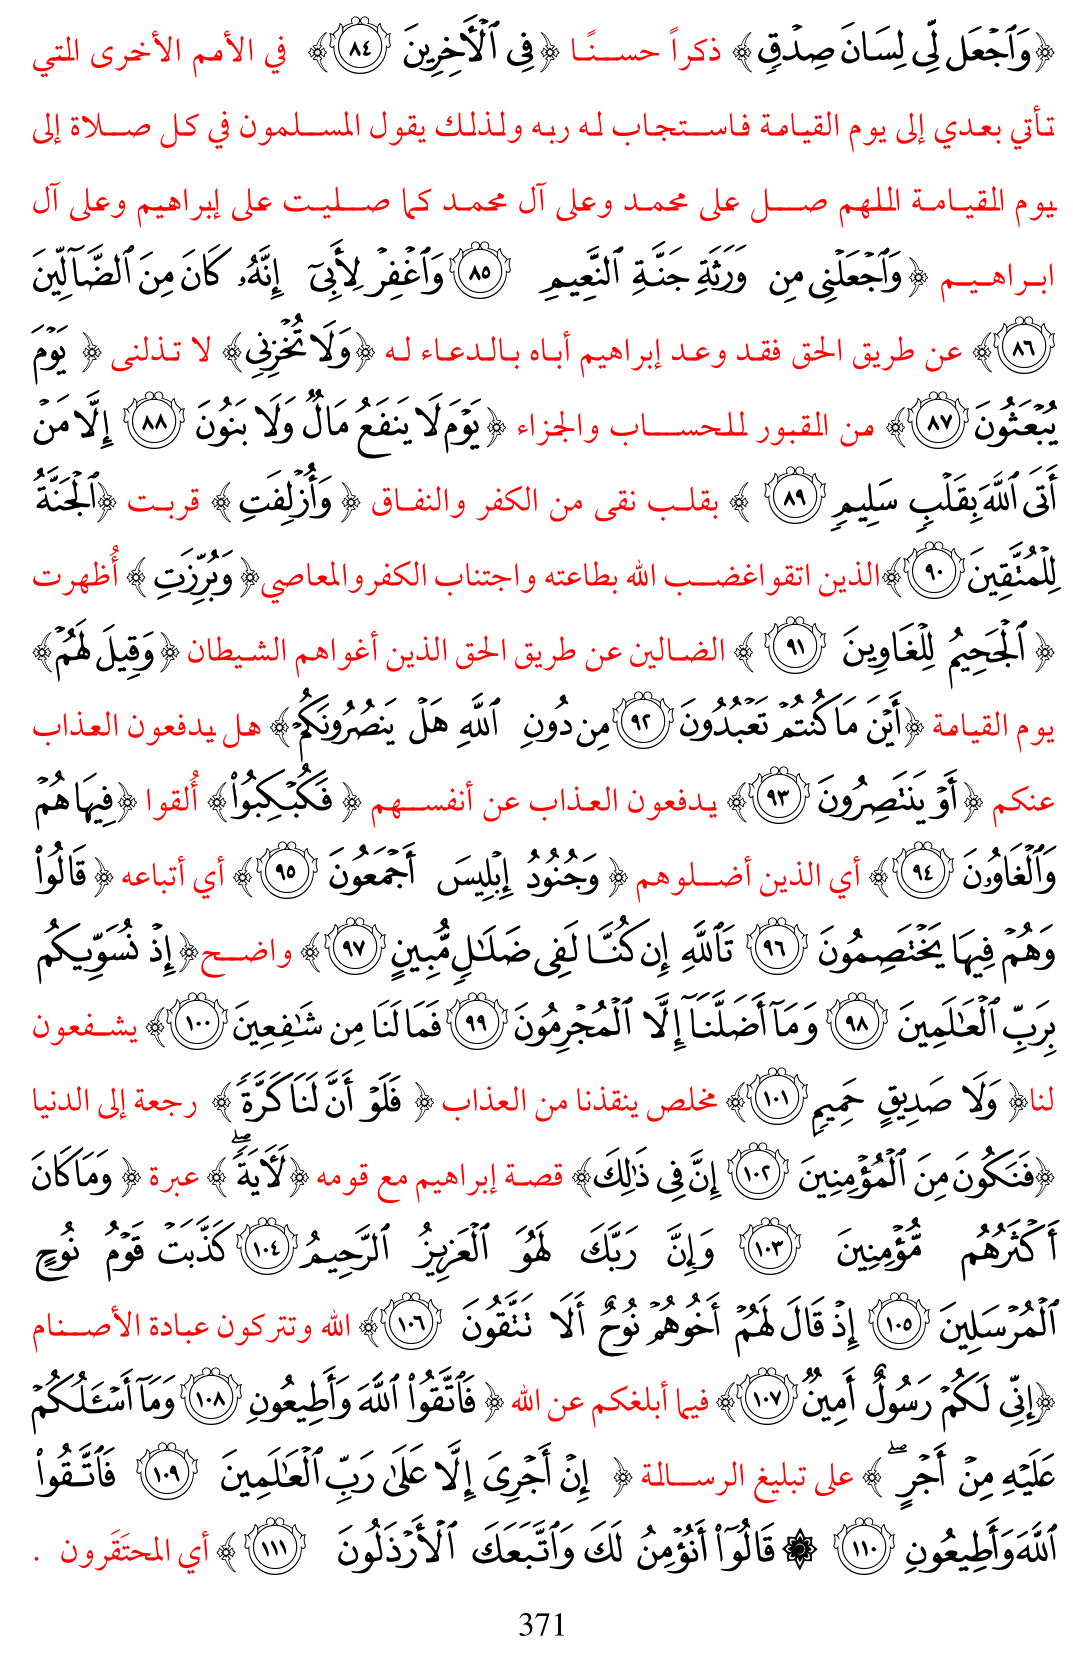 ﴿وَٱجۡعَل لِّي لِسَانَ صِدۡقٖ﴾ ذكراً حسنًا ﴿فِي ٱلۡأٓخِرِينَ ٨٤﴾ في الأمم الأخرى التي
تأتي بعدي إلى يوم القيامة فاستجاب له ربه ولذلك يقول المسلمون في كل صلاة إلى
يوم القيامة اللهم صل على محمد وعلى آل محمد كما صليت على إبراهيم وعلى آل
ابراهيم ﴿وَٱجۡعَلۡنِي مِن وَرَثَةِ جَنَّةِ ٱلنَّعِيمِ ٨٥ وَٱغۡفِرۡ لِأَبِيٓ إِنَّهُۥ كَانَ مِنَ ٱلضَّآلِّينَ
٨٦﴾ عن طريق الحق فقد وعد إبراهيم أباه بالدعاء له ﴿وَلَا تُخۡزِنِي﴾ لا تذلنى ﴿ يَوۡمَ
يُبۡعَثُونَ ٨٧﴾ من القبور للحساب والجزاء ﴿يَوۡمَ لَا يَنفَعُ مَالٞ وَلَا بَنُونَ ٨٨ إِلَّا مَنۡ
أَتَى ٱللَّهَ بِقَلۡبٖ سَلِيمٖ ٨٩ ﴾ بقلب نقى من الكفر والنفاق ﴿ وَأُزۡلِفَتِ ﴾ قربت ﴿ٱلۡجَنَّةُ
لِلۡمُتَّقِينَ ٩٠﴾الذين اتقواغضب الله بطاعته واجتناب الكفروالمعاصي﴿ وَبُرِّزَتِ ﴾ أُظهرت
﴿ ٱلۡجَحِيمُ لِلۡغَاوِينَ ٩١ ﴾ الضالين عن طريق الحق الذين أغواهم الشيطان ﴿وَقِيلَ لَهُمۡ﴾
يوم القيامة ﴿أَيۡنَ مَا كُنتُمۡ تَعۡبُدُونَ ٩٢ مِن دُونِ ٱللَّهِ هَلۡ يَنصُرُونَكُمۡ﴾ هل يدفعون العذاب
عنكم ﴿أَوۡ يَنتَصِرُونَ ٩٣﴾ يدفعون العذاب عن أنفسهم ﴿ فَكُبۡكِبُواْ﴾ أُلقوا ﴿فِيهَا هُمۡ
وَٱلۡغَاوُۥنَ ٩٤﴾ أي الذين أضلوهم ﴿ وَجُنُودُ إِبۡلِيسَ أَجۡمَعُونَ ٩٥﴾ أي أتباعه ﴿ قَالُواْ
وَهُمۡ فِيهَا يَخۡتَصِمُونَ ٩٦ تَٱللَّهِ إِن كُنَّا لَفِي ضَلَٰلٖ مُّبِينٍ ٩٧﴾ واضح﴿إِذۡ نُسَوِّيكُم
بِرَبِّ ٱلۡعَٰلَمِينَ ٩٨ وَمَآ أَضَلَّنَآ إِلَّا ٱلۡمُجۡرِمُونَ ٩٩ فَمَا لَنَا مِن شَٰفِعِينَ ١٠٠﴾ يشفعون
لنا﴿ وَلَا صَدِيقٍ حَمِيمٖ ١٠١﴾ مخلص ينقذنا من العذاب ﴿ فَلَوۡ أَنَّ لَنَا كَرَّةٗ﴾ رجعة إلى الدنيا
﴿فَنَكُونَ مِنَ ٱلۡمُؤۡمِنِينَ ١٠٢ إِنَّ فِي ذَٰلِكَ﴾ قصة إبراهيم مع قومه ﴿لَأٓيَةٗۖ ﴾ عبرة ﴿ وَمَا كَانَ
أَكۡثَرُهُم مُّؤۡمِنِينَ ١٠٣ وَإِنَّ رَبَّكَ لَهُوَ ٱلۡعَزِيزُ ٱلرَّحِيمُ ١٠٤ كَذَّبَتۡ قَوۡمُ نُوحٍ
ٱلۡمُرۡسَلِينَ ١٠٥ إِذۡ قَالَ لَهُمۡ أَخُوهُمۡ نُوحٌ أَلَا تَتَّقُونَ ١٠٦﴾ الله وتتركون عبادة الأصنام
﴿إِنِّي لَكُمۡ رَسُولٌ أَمِينٞ ١٠٧﴾ فيما أبلغكم عن الله ﴿ فَٱتَّقُواْ ٱللَّهَ وَأَطِيعُونِ ١٠٨ وَمَآ أَسۡـَٔلُكُمۡ
عَلَيۡهِ مِنۡ أَجۡرٍۖ ﴾ على تبليغ الرسالة ﴿ إِنۡ أَجۡرِيَ إِلَّا عَلَىٰ رَبِّ ٱلۡعَٰلَمِينَ ١٠٩ فَٱتَّقُواْ
ٱللَّهَ وَأَطِيعُونِ ١١٠ ۞ قَالُوٓاْ أَنُؤۡمِنُ لَكَ وَٱتَّبَعَكَ ٱلۡأَرۡذَلُونَ ١١١ ﴾ أي المحتَقَرون .
371